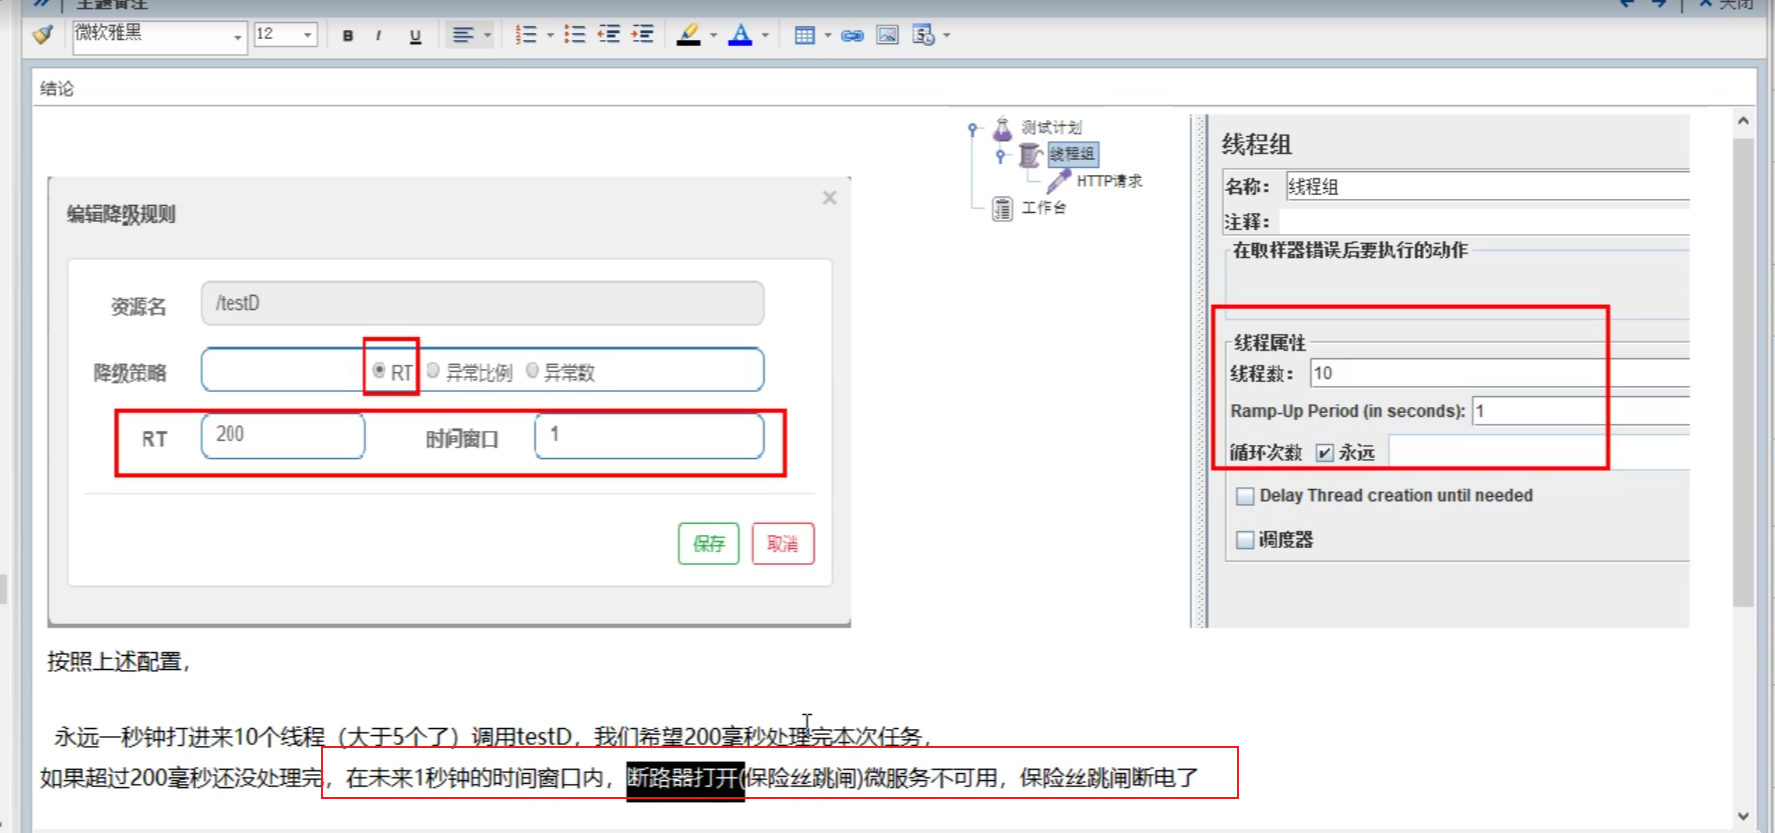 主题备注
关闭
微软雅黑
12
B I U
结论
测试计划
线程组
HTTP请求
工作台
编辑降级规则
资源名 /testD
降级策略 RT 异常比例 异常数
RT 200 时间窗口 1
保存 取消
线程组
名称： 线程组
注释：
在取样器错误后要执行的动作
线程属性
线程数： 10
Ramp-Up Period (in seconds): 1
循环次数 永远
Delay Thread creation until needed
调度器
按照上述配置，
永远一秒钟打进来10个线程（大于5个了）调用testD，我们希望200毫秒处理完本次任务，
如果超过200毫秒还没处理完，在未来1秒钟的时间窗口内，断路器打开(保险丝跳闸)微服务不可用，保险丝跳闸断电了